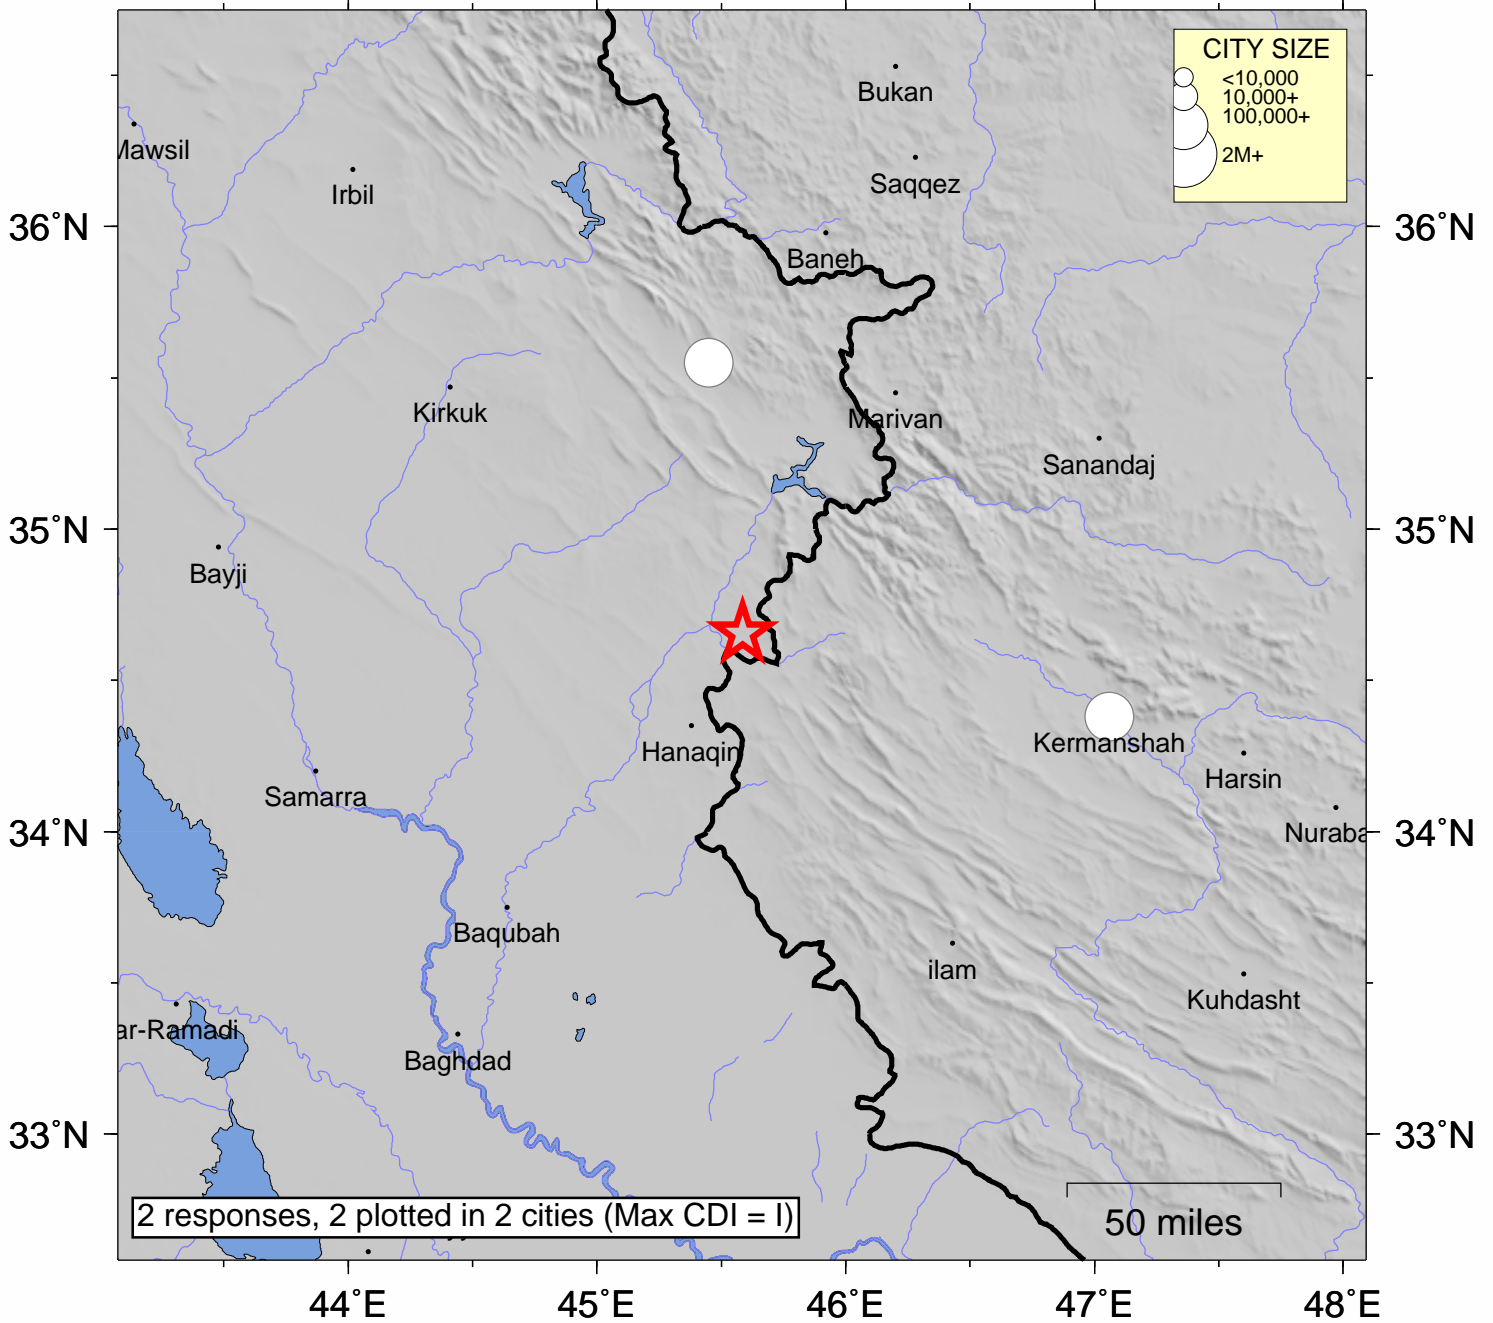 CITY SIZE
<10,000
10,000+
100,000+
2M+
Bukan
Mawsil
Saqqez
Irbil
36˚N
36˚N
Baneh
Kirkuk
Marivan
Sanandaj
35˚N
35˚N
Bayji
Hanaqin
Kermanshah
Harsin
Samarra
34˚N
Nuraba
34˚N
Baqubah
ilam
Kuhdasht
ar-Ramadi
Baghdad
33˚N
33˚N
2 responses, 2 plotted in 2 cities (Max CDI = I)
50 miles
44˚E
45˚E
46˚E
47˚E
48˚E